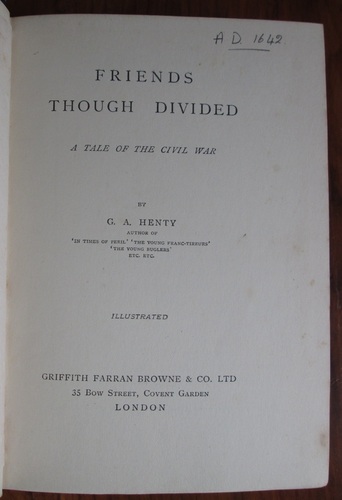 A D. 1642
FRIENDS
THOUGH DIVIDED
A TALE OF THE CIVIL WAR
BY
G. A. HENTY
AUTHOR OF
'IN TIMES OF PERIL' 'THE YOUNG FRANC-TIREURS'
'THE YOUNG BUGLERS'
ETC. ETC.
ILLUSTRATED
GRIFFITH FARRAN BROWNE & CO. LTD
35 BOW STREET, COVENT GARDEN
LONDON